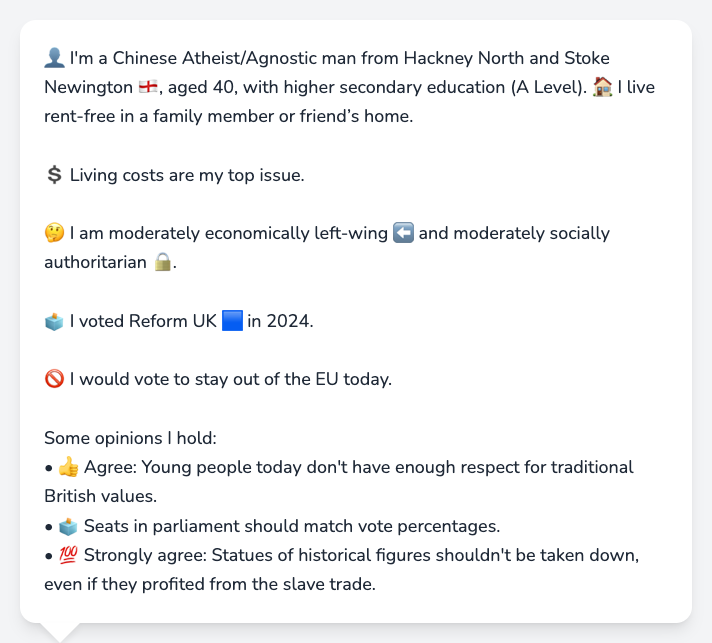 👤 I'm a Chinese Atheist/Agnostic man from Hackney North and Stoke
Newington 🏴󠁧󠁢󠁥󠁮󠁧󠁿, aged 40, with higher secondary education (A Level). 🏠 I live
rent-free in a family member or friend’s home.
💲 Living costs are my top issue.
🤔 I am moderately economically left-wing ⬅️ and moderately socially
authoritarian 🔒.
🗳️ I voted Reform UK 🟦 in 2024.
🚫 I would vote to stay out of the EU today.
Some opinions I hold:
• 👍 Agree: Young people today don't have enough respect for traditional
British values.
• 🗳️ Seats in parliament should match vote percentages.
• 💯 Strongly agree: Statues of historical figures shouldn't be taken down,
even if they profited from the slave trade.